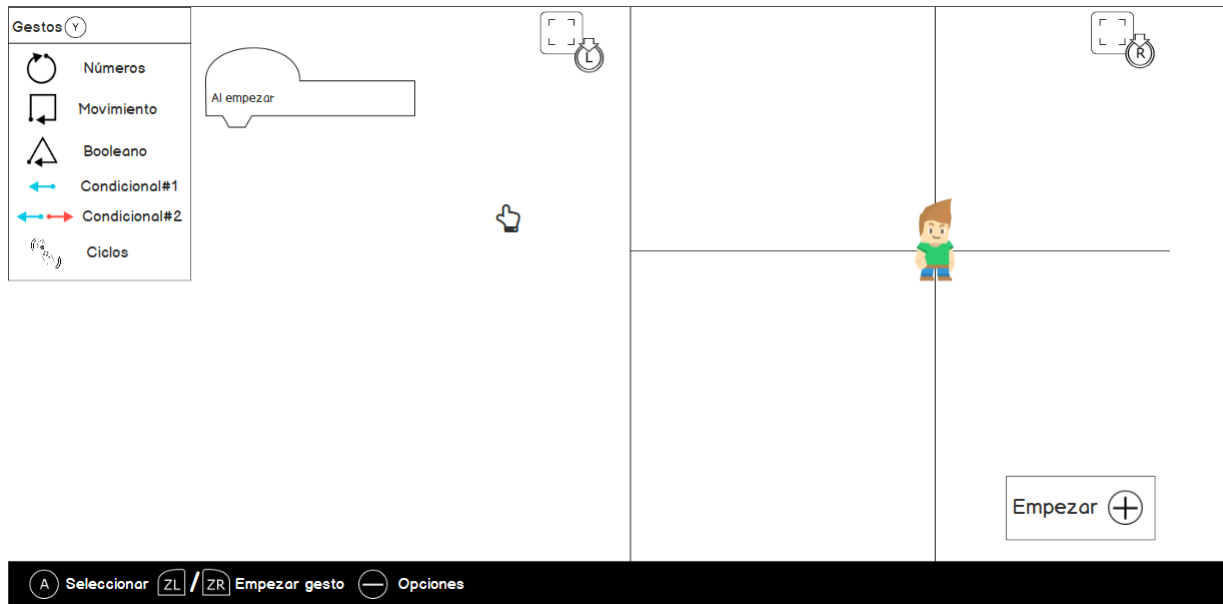 Gestos Y
Números
Movimiento
Booleano
Condicional#1
Condicional#2
Ciclos
Al empezar
L
R
Empezar
A Seleccionar ZL / ZR Empezar gesto Opciones